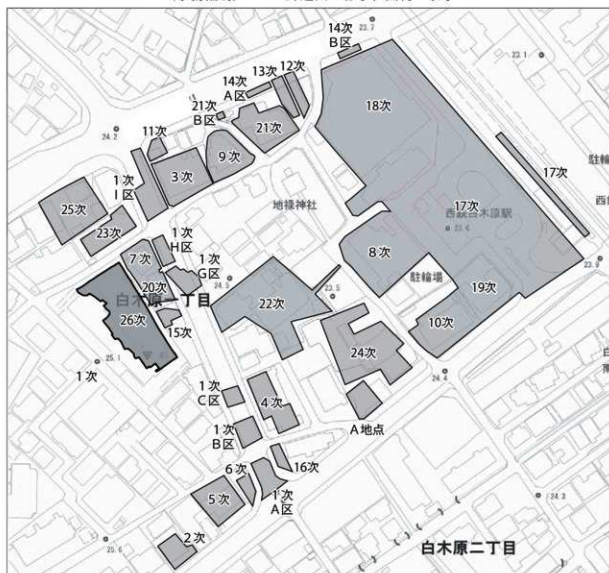 14次
B区
23.7
14次
A区
13次
12次
23.1
21次
B区
24.2
11次
21次
18次
9次
3次
1次
I区
17次
駐輪場
25次
23次
地禄神社
17次
西鉄白木原駅
23.6
1次
H区
1次
G区
7次
24.5
8次
23.9
20次
白木原一丁目
23.5
駐輪場
19次
22次
26次
15次
10次
24次
25.1
1次
24.4
1次
C区
4次
A地点
1次
B区
16次
6次
5次
1次
A区
24.3
2次
25.6
白木原二丁目